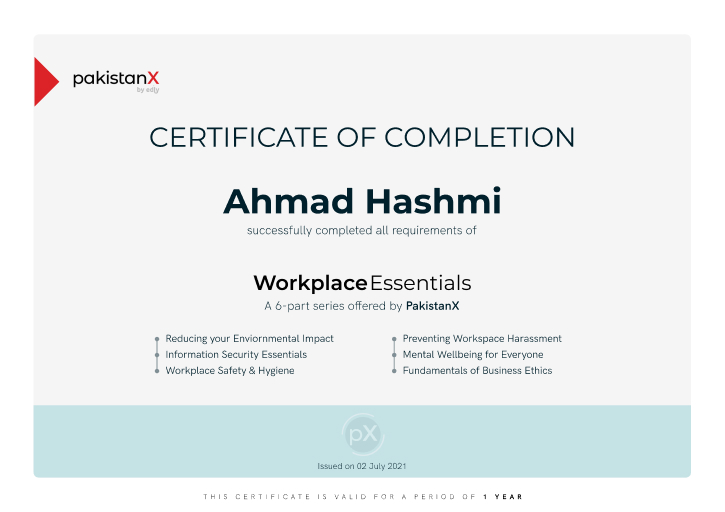 pakistanX
by edly
CERTIFICATE OF COMPLETION
Ahmad Hashmi
successfully completed all requirements of
WorkplaceEssentials
A 6-part series offered by PakistanX
Reducing your Enviornmental Impact
Information Security Essentials
Workplace Safety & Hygiene
Preventing Workspace Harassment
Mental Wellbeing for Everyone
Fundamentals of Business Ethics
pX
Issued on 02 July 2021
THIS CERTIFICATE IS VALID FOR A PERIOD OF 1 YEAR